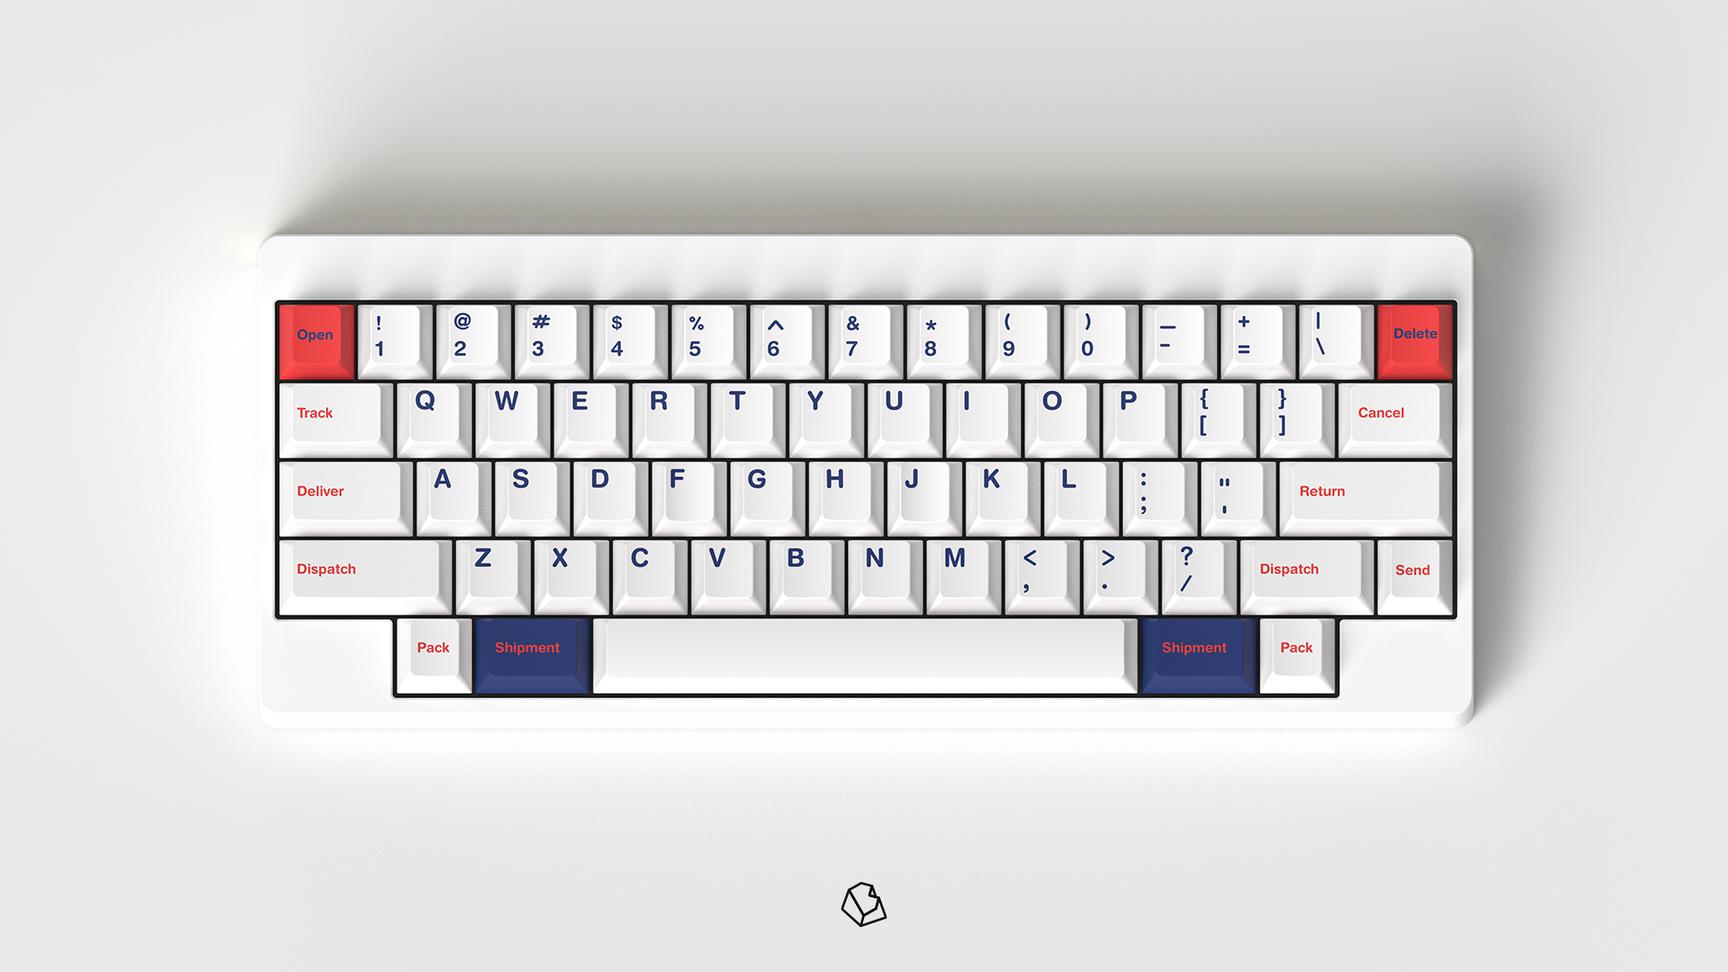 Open ! 1 @ 2 # 3 $ 4 % 5 ^ 6 & 7 * 8 ( 9 ) 0 _ - + = | \ Delete
Track Q W E R T Y U I O P { [ } ] Cancel
Deliver A S D F G H J K L : ; " ' Return
Dispatch Z X C V B N M < , > . ? / Dispatch Send
Pack Shipment Shipment Pack